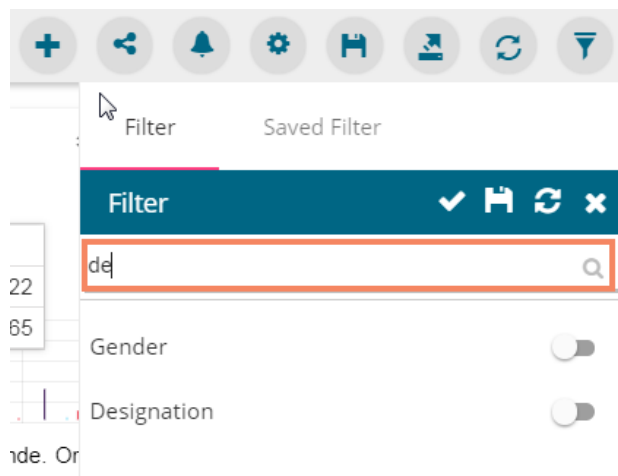 Filter Saved Filter
Filter
de
22
65
Gender
Designation
nde. Or